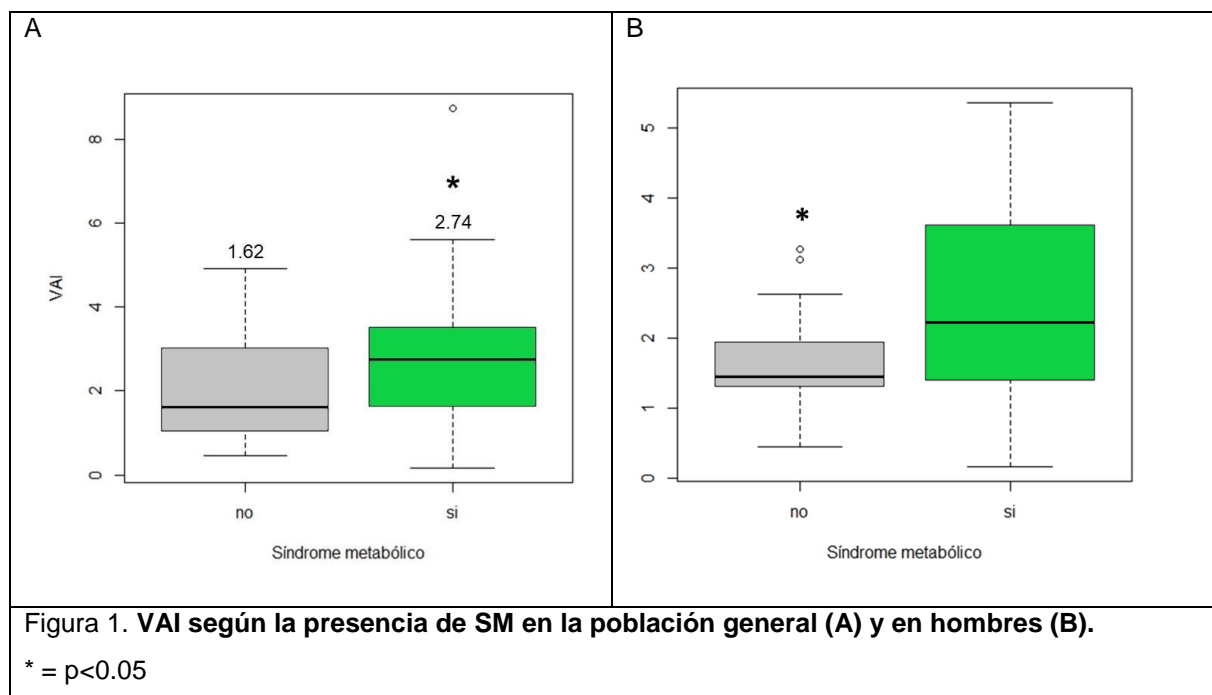 A
B
VAI
8
6
4
2
0
1.62
*
2.74
no
si
Síndrome metabólico
5
4
3
2
1
0
*
no
si
Síndrome metabólico
Figura 1. VAI según la presencia de SM en la población general (A) y en hombres (B).
* = p<0.05